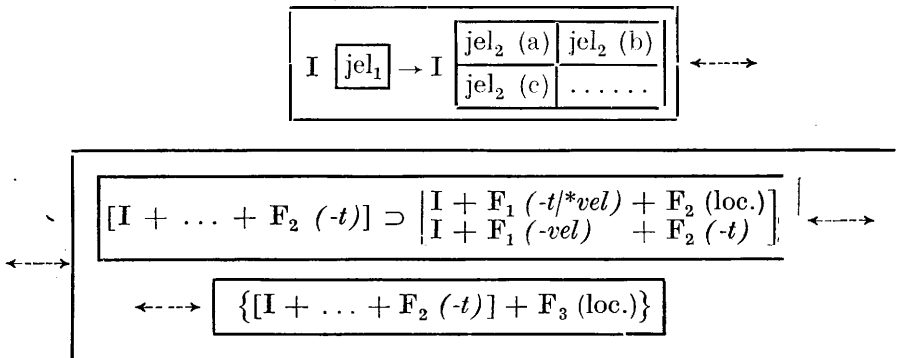 I jel₁ → I jel₂ (a) jel₂ (b)
jel₂ (c) ......
[I + ... + F₂ (-t)] ⊃ I + F₁ (-t/*vel) + F₂ (loc.)
I + F₁ (-vel) + F₂ (-t)
{[I + ... + F₂ (-t)] + F₃ (loc.)}